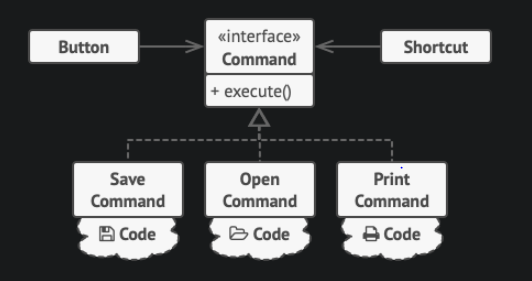 Button
«interface»
Command
Shortcut
+ execute()
Save
Command
Open
Command
Print
Command
Code
Code
Code